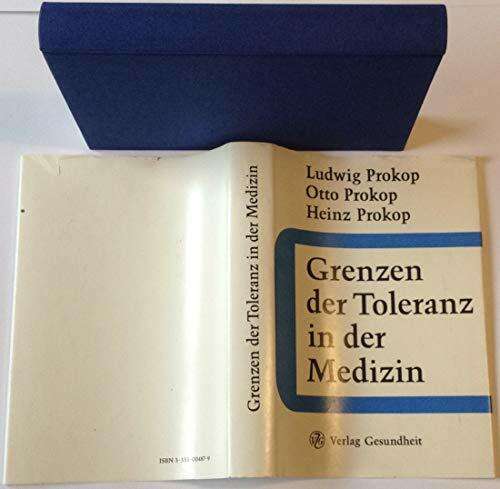 Ludwig Prokop
Otto Prokop
Heinz Prokop
Grenzen
der Toleranz
in der
Medizin
Verlag Gesundheit
Grenzen der Toleranz in der Medizin
ISBN